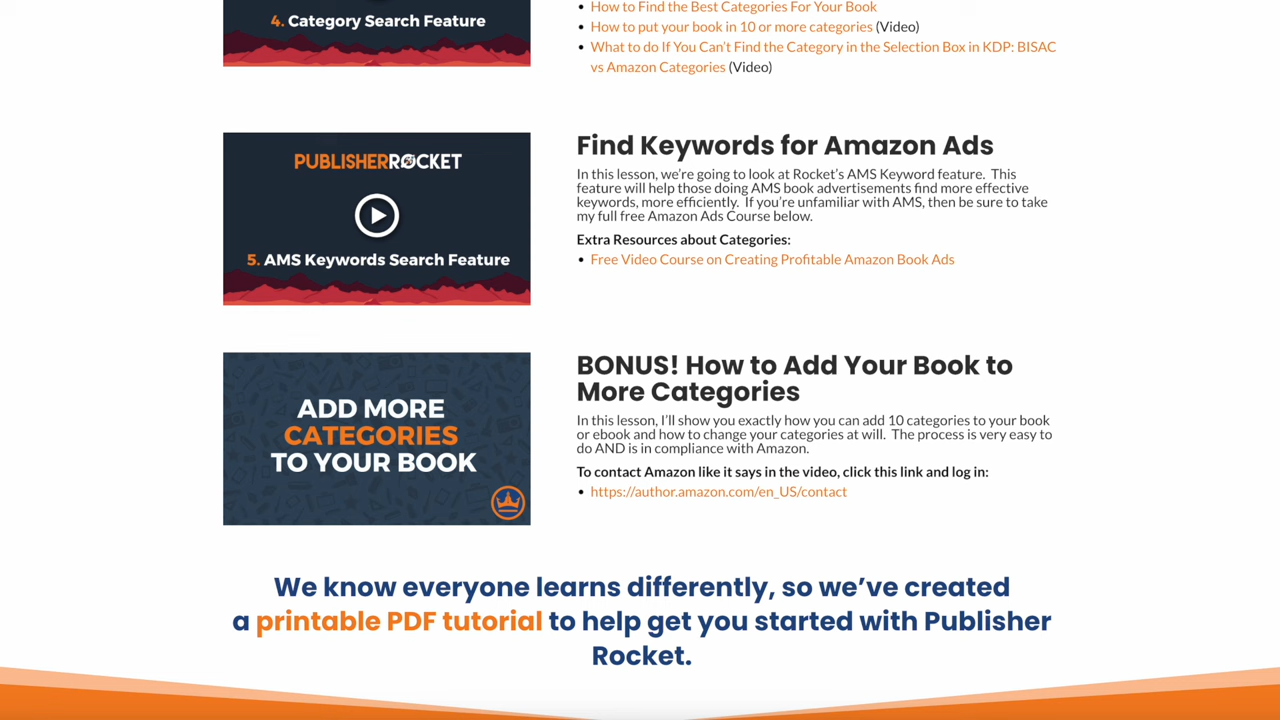 4. Category Search Feature
• How to Find the Best Categories For Your Book
• How to put your book in 10 or more categories (Video)
• What to do If You Can't Find the Category in the Selection Box in KDP: BISAC
vs Amazon Categories (Video)
PUBLISHERROCKET
5. AMS Keywords Search Feature
Find Keywords for Amazon Ads
In this lesson, we're going to look at Rocket's AMS Keyword feature. This
feature will help those doing AMS book advertisements find more effective
keywords, more efficiently. If you're unfamiliar with AMS, then be sure to take
my full free Amazon Ads Course below.
Extra Resources about Categories:
• Free Video Course on Creating Profitable Amazon Book Ads
ADD MORE
CATEGORIES
TO YOUR BOOK
BONUS! How to Add Your Book to
More Categories
In this lesson, I'll show you exactly how you can add 10 categories to your book
or ebook and how to change your categories at will. The process is very easy to
do AND is in compliance with Amazon.
To contact Amazon like it says in the video, click this link and log in:
• https://author.amazon.com/en_US/contact
We know everyone learns differently, so we've created
a printable PDF tutorial to help get you started with Publisher
Rocket.